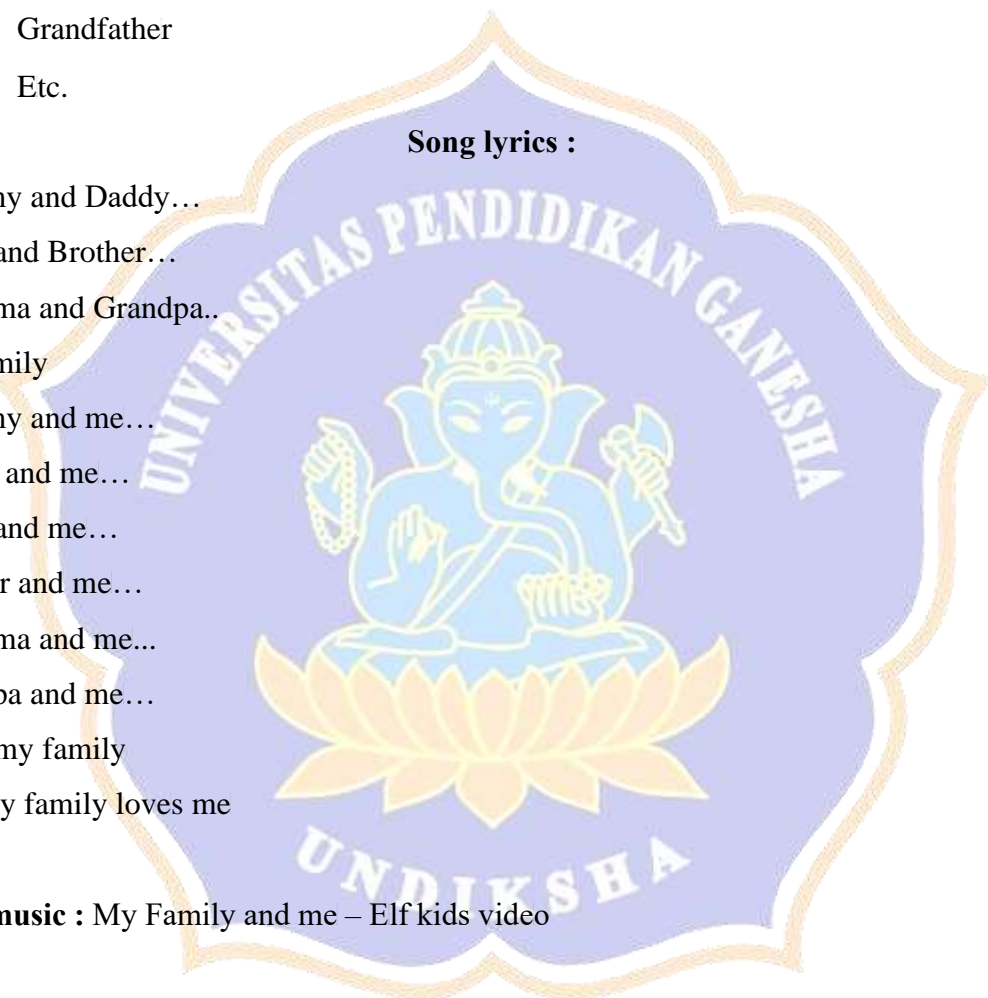 Grandfather
Etc.
Song lyrics :
ny and Daddy…
and Brother…
ma and Grandpa..
mily
ny and me…
and me…
and me…
r and me…
ma and me...
pa and me…
my family
y family loves me
music : My Family and me – Elf kids video
UNIVERSITAS PENDIDIKAN GANESHA
UNDIKSHA